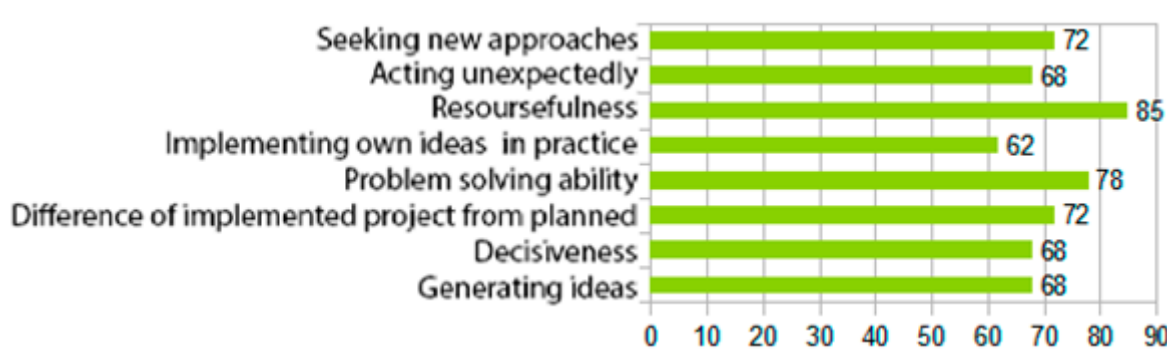 Seeking new approaches 72
Acting unexpectedly 68
Resoursefulness 85
Implementing own ideas in practice 62
Problem solving ability 78
Difference of implemented project from planned 72
Decisiveness 68
Generating ideas 68
0 10 20 30 40 50 60 70 80 90